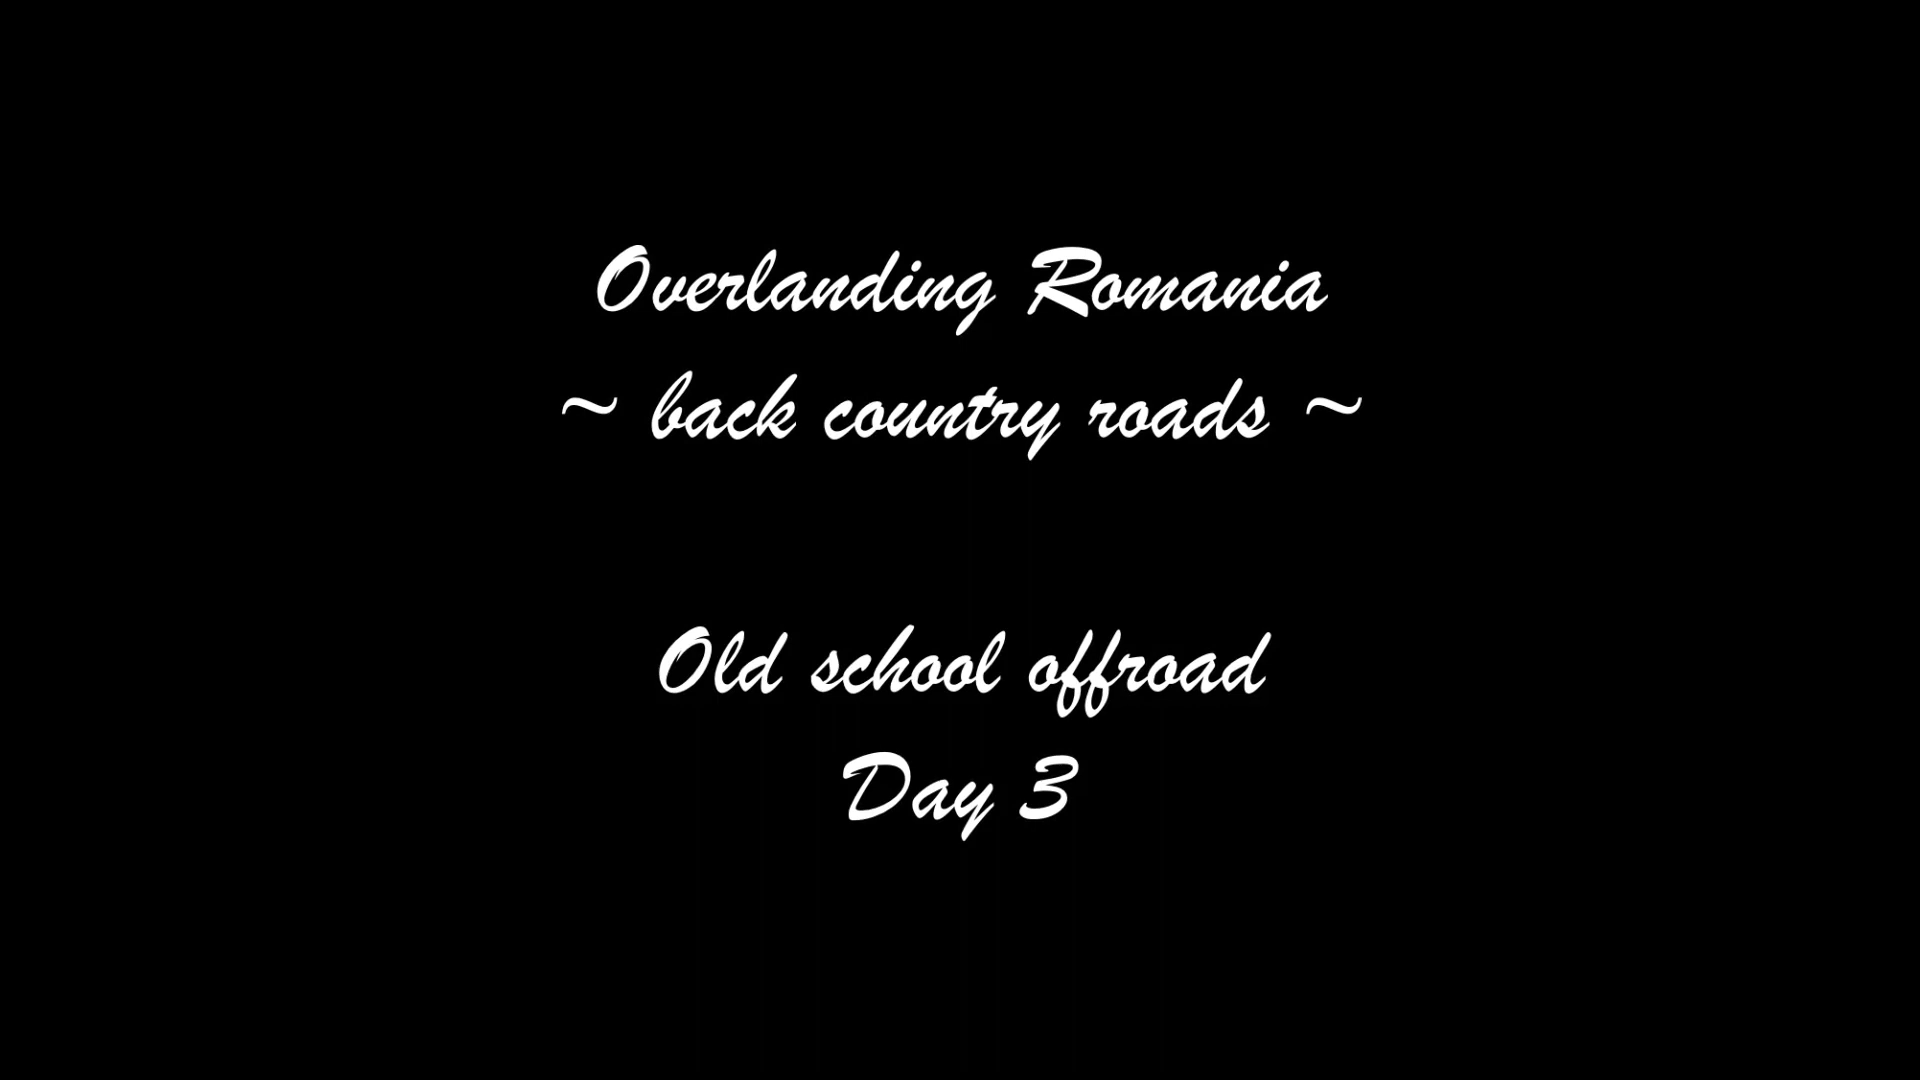 Overlanding Romania
~ back country roads ~
Old school offroad
Day 3